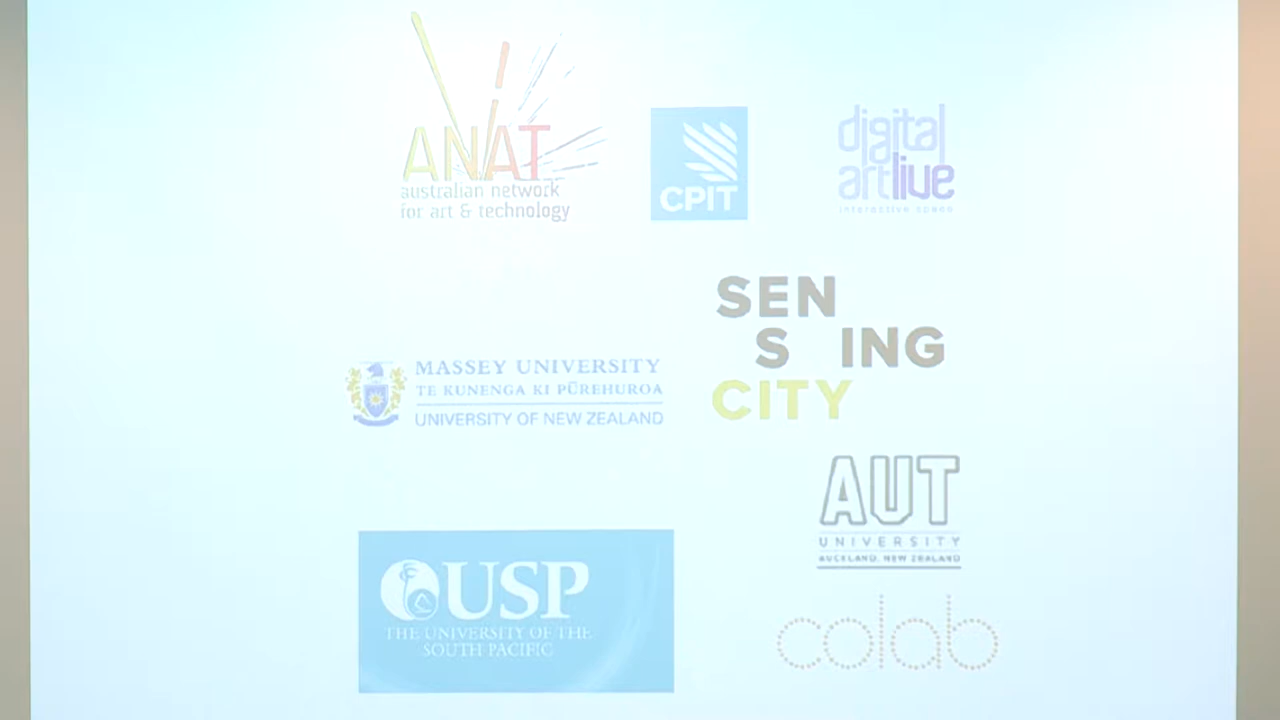 ANAT
australian network
for art & technology
CPIT
digital
artlive
SEN
S ING
CITY
MASSEY UNIVERSITY
TE KUNENGA KI PŪREHUROA
UNIVERSITY OF NEW ZEALAND
AUT
UNIVERSITY
AUCKLAND, NEW ZEALAND
USP
THE UNIVERSITY OF THE
SOUTH PACIFIC
colab